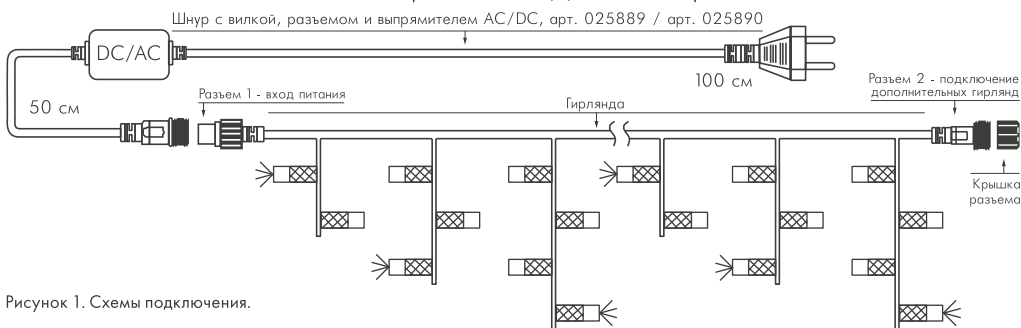 Шнур с вилкой, разъемом и выпрямителем AC/DC, арт. 025889 / арт. 025890
DC/AC
100 см
50 см
Разъем 1 - вход питания
Гирлянда
Разъем 2 - подключение
дополнительных гирлянд
Крышка
разъема
Рисунок 1. Схемы подключения.